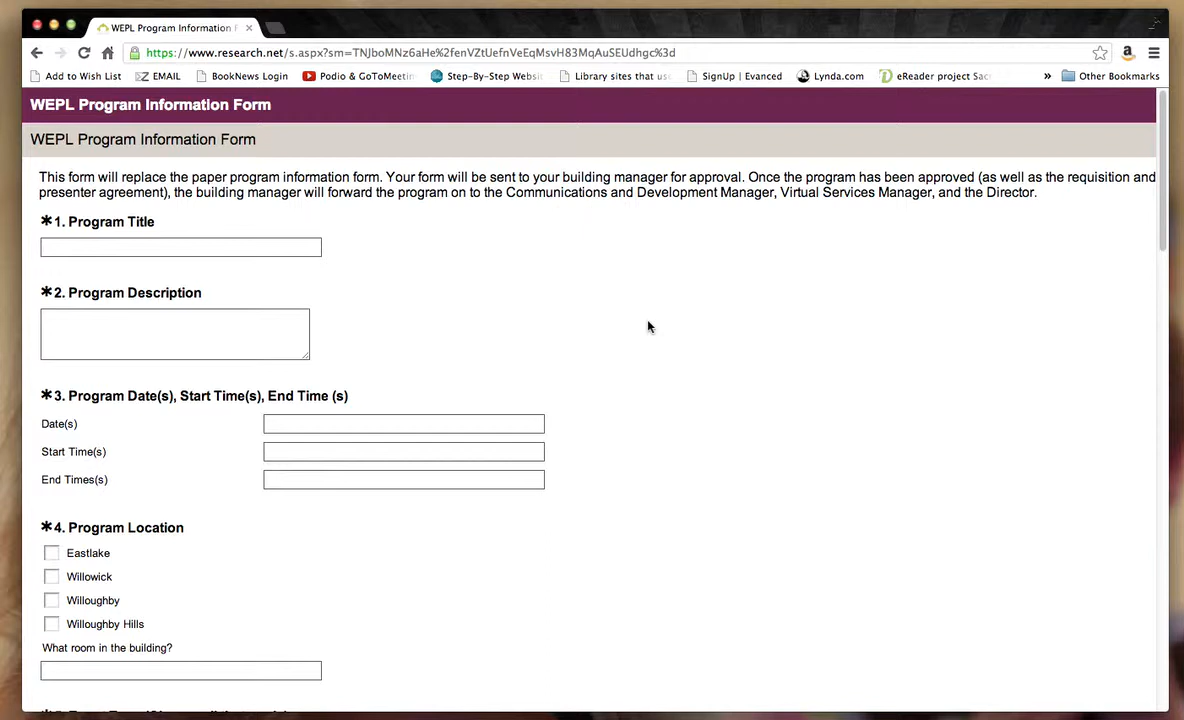 WEPL Program Information F
https://www.research.net/s.aspx?sm=TNJboMNz6aHe%2fenVZtUefnVeEqMsvH83MqAuSEUdhgc%3d
Add to Wish List EMAIL BookNews Login Podio & GoToMeetin Step-By-Step Websit Library sites that us SignUp | Evanced Lynda.com eReader project Sac » Other Bookmarks
WEPL Program Information Form
WEPL Program Information Form
This form will replace the paper program information form. Your form will be sent to your building manager for approval. Once the program has been approved (as well as the requisition and
presenter agreement), the building manager will forward the program on to the Communications and Development Manager, Virtual Services Manager, and the Director.
*1. Program Title
*2. Program Description
*3. Program Date(s), Start Time(s), End Time (s)
Date(s)
Start Time(s)
End Times(s)
*4. Program Location
Eastlake
Willowick
Willoughby
Willoughby Hills
What room in the building?